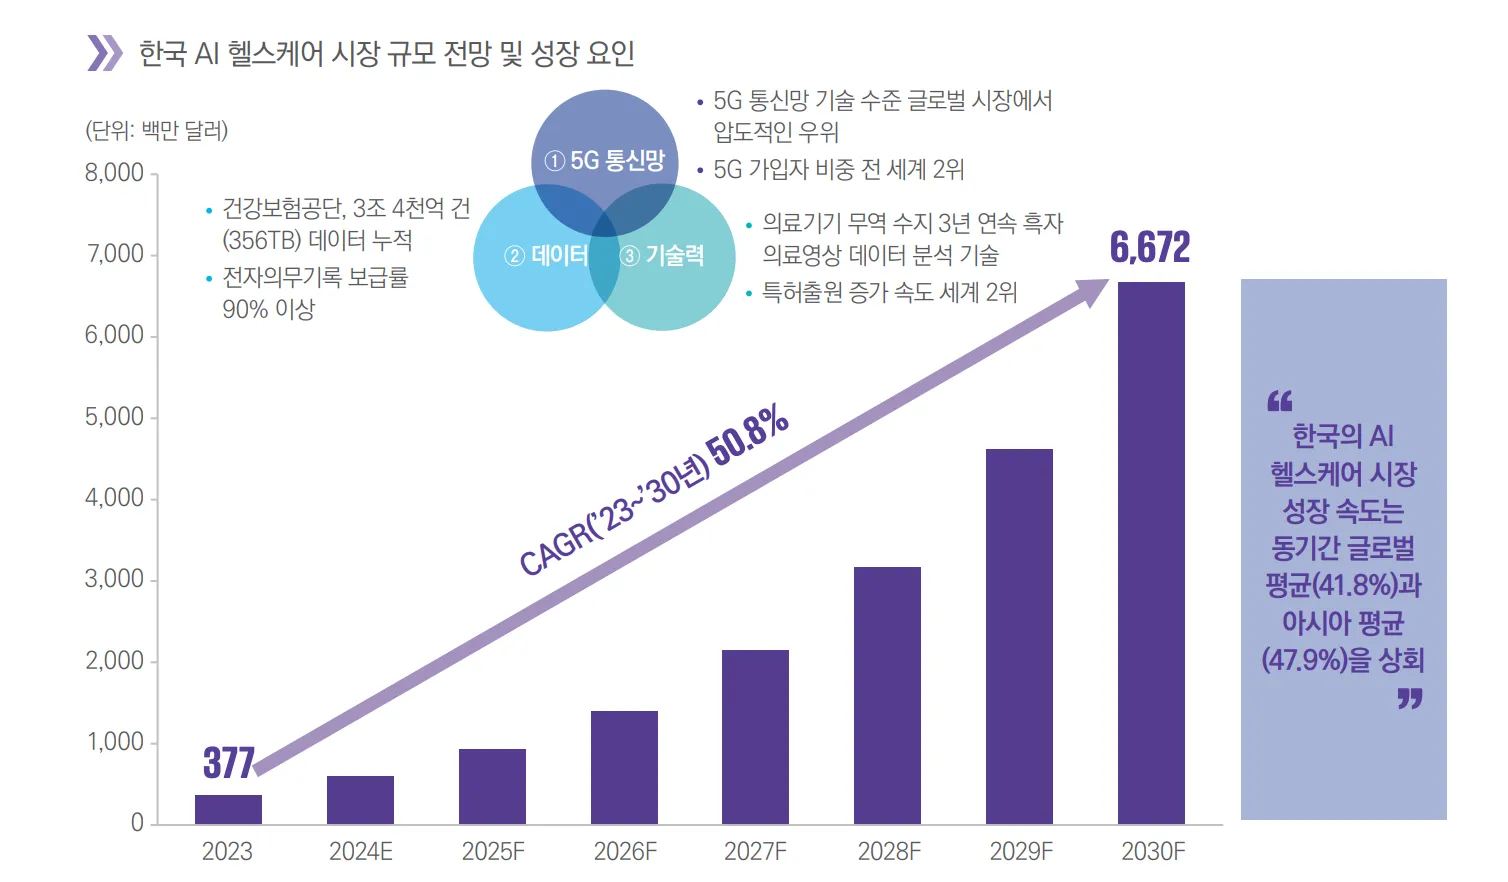 한국 AI 헬스케어 시장 규모 전망 및 성장 요인
(단위: 백만 달러)
① 5G 통신망
• 5G 통신망 기술 수준 글로벌 시장에서
압도적인 우위
• 5G 가입자 비중 전 세계 2위
② 데이터
• 건강보험공단, 3조 4천억 건
(356TB) 데이터 누적
• 전자의무기록 보급률
90% 이상
③ 기술력
• 의료기기 무역 수지 3년 연속 흑자
의료영상 데이터 분석 기술
• 특허출원 증가 속도 세계 2위
8,000
7,000
6,000
5,000
4,000
3,000
2,000
1,000
0
377
CAGR(’23~’30년) 50.8%
6,672
2023
2024E
2025F
2026F
2027F
2028F
2029F
2030F
“
한국의 AI
헬스케어 시장
성장 속도는
동기간 글로벌
평균(41.8%)과
아시아 평균
(47.9%)을 상회
”